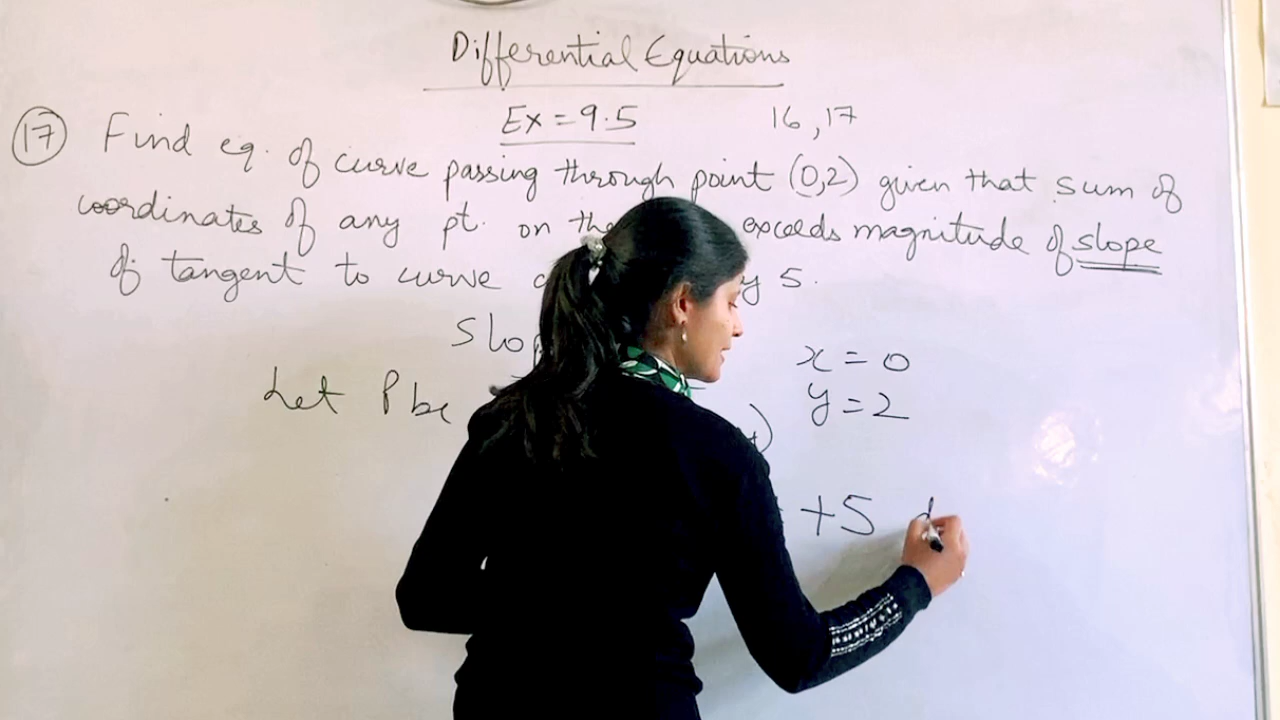 Differential Equations
Ex = 9.5
16, 17
17 Find eq. of curve passing through point (0,2) given that sum of
coordinates of any pt. on the exceeds magnitude of slope
of tangent to curve by 5.
x = 0
Let P be
y = 2
+5